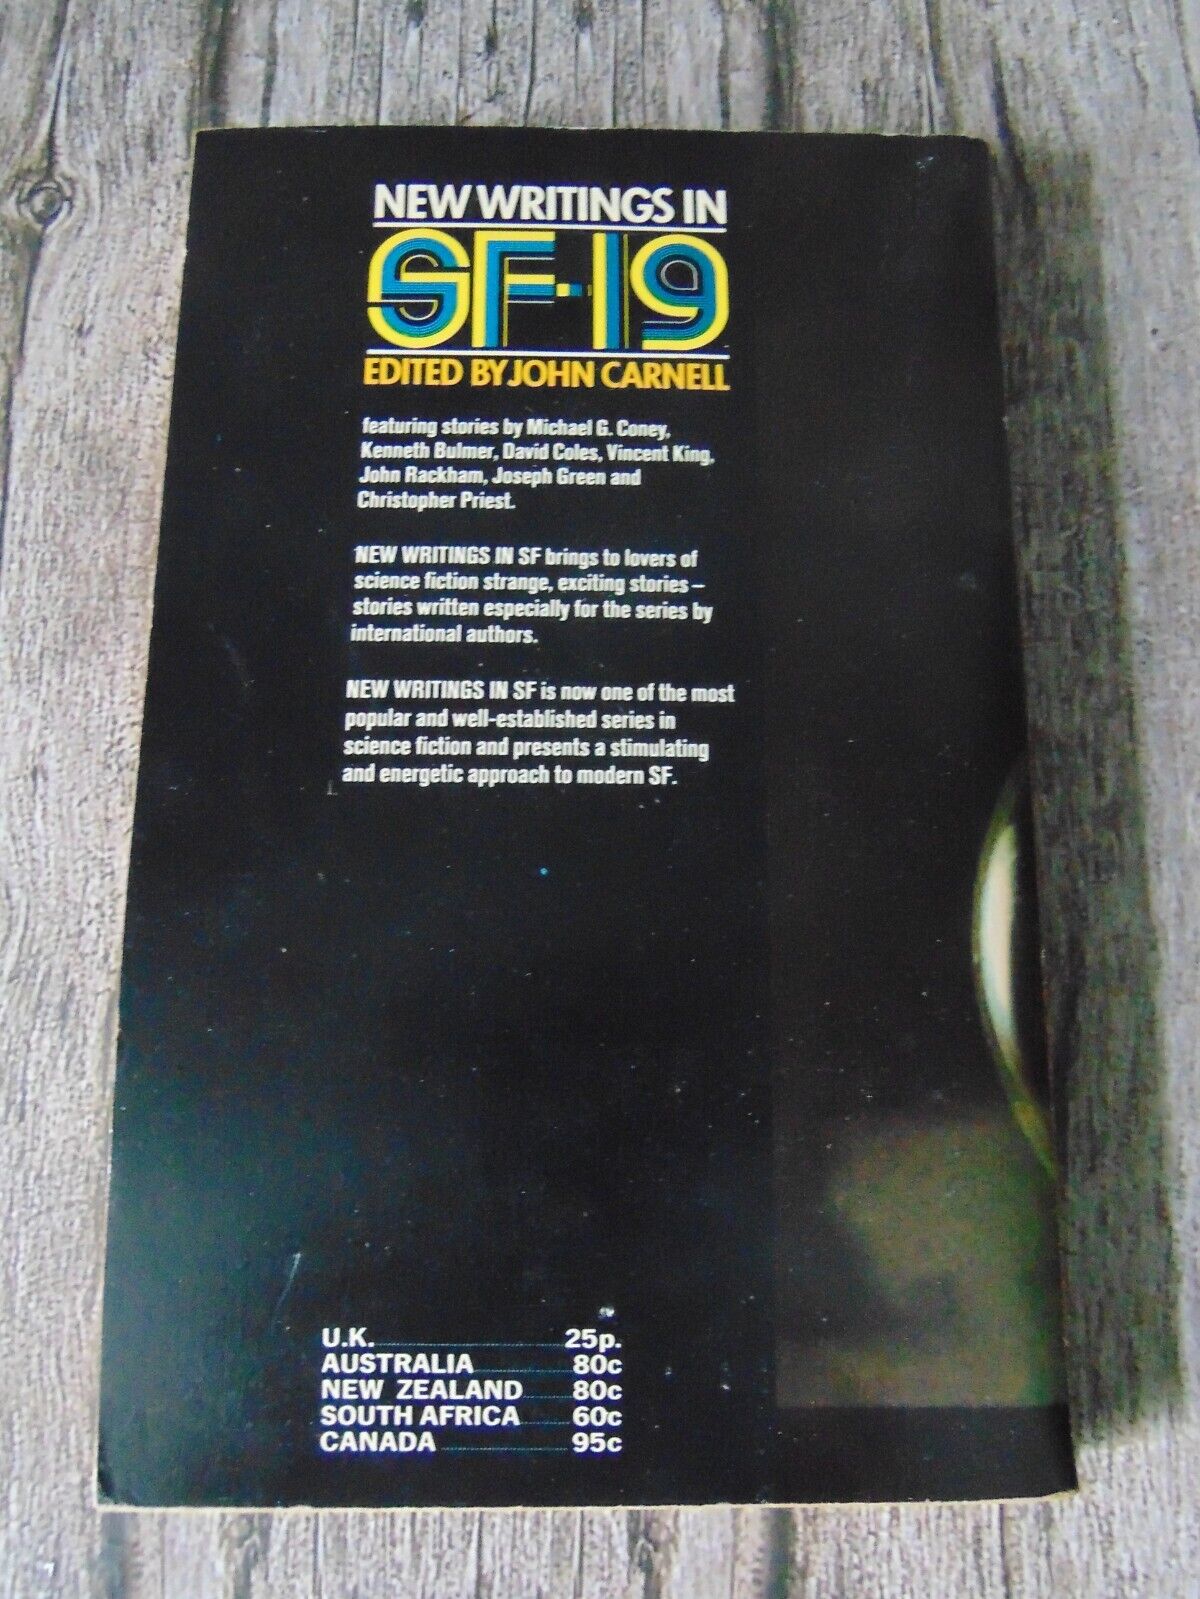 NEW WRITINGS IN
SF-19
EDITED BY JOHN CARNELL
featuring stories by Michael G. Coney,
Kenneth Bulmer, David Coles, Vincent King,
John Rackham, Joseph Green and
Christopher Priest.
NEW WRITINGS IN SF brings to lovers of
science fiction strange, exciting stories –
stories written especially for the series by
international authors.
NEW WRITINGS IN SF is now one of the most
popular and well-established series in
science fiction and presents a stimulating
and energetic approach to modern SF.
U.K. 25p.
AUSTRALIA 80c
NEW ZEALAND 80c
SOUTH AFRICA 60c
CANADA 95c